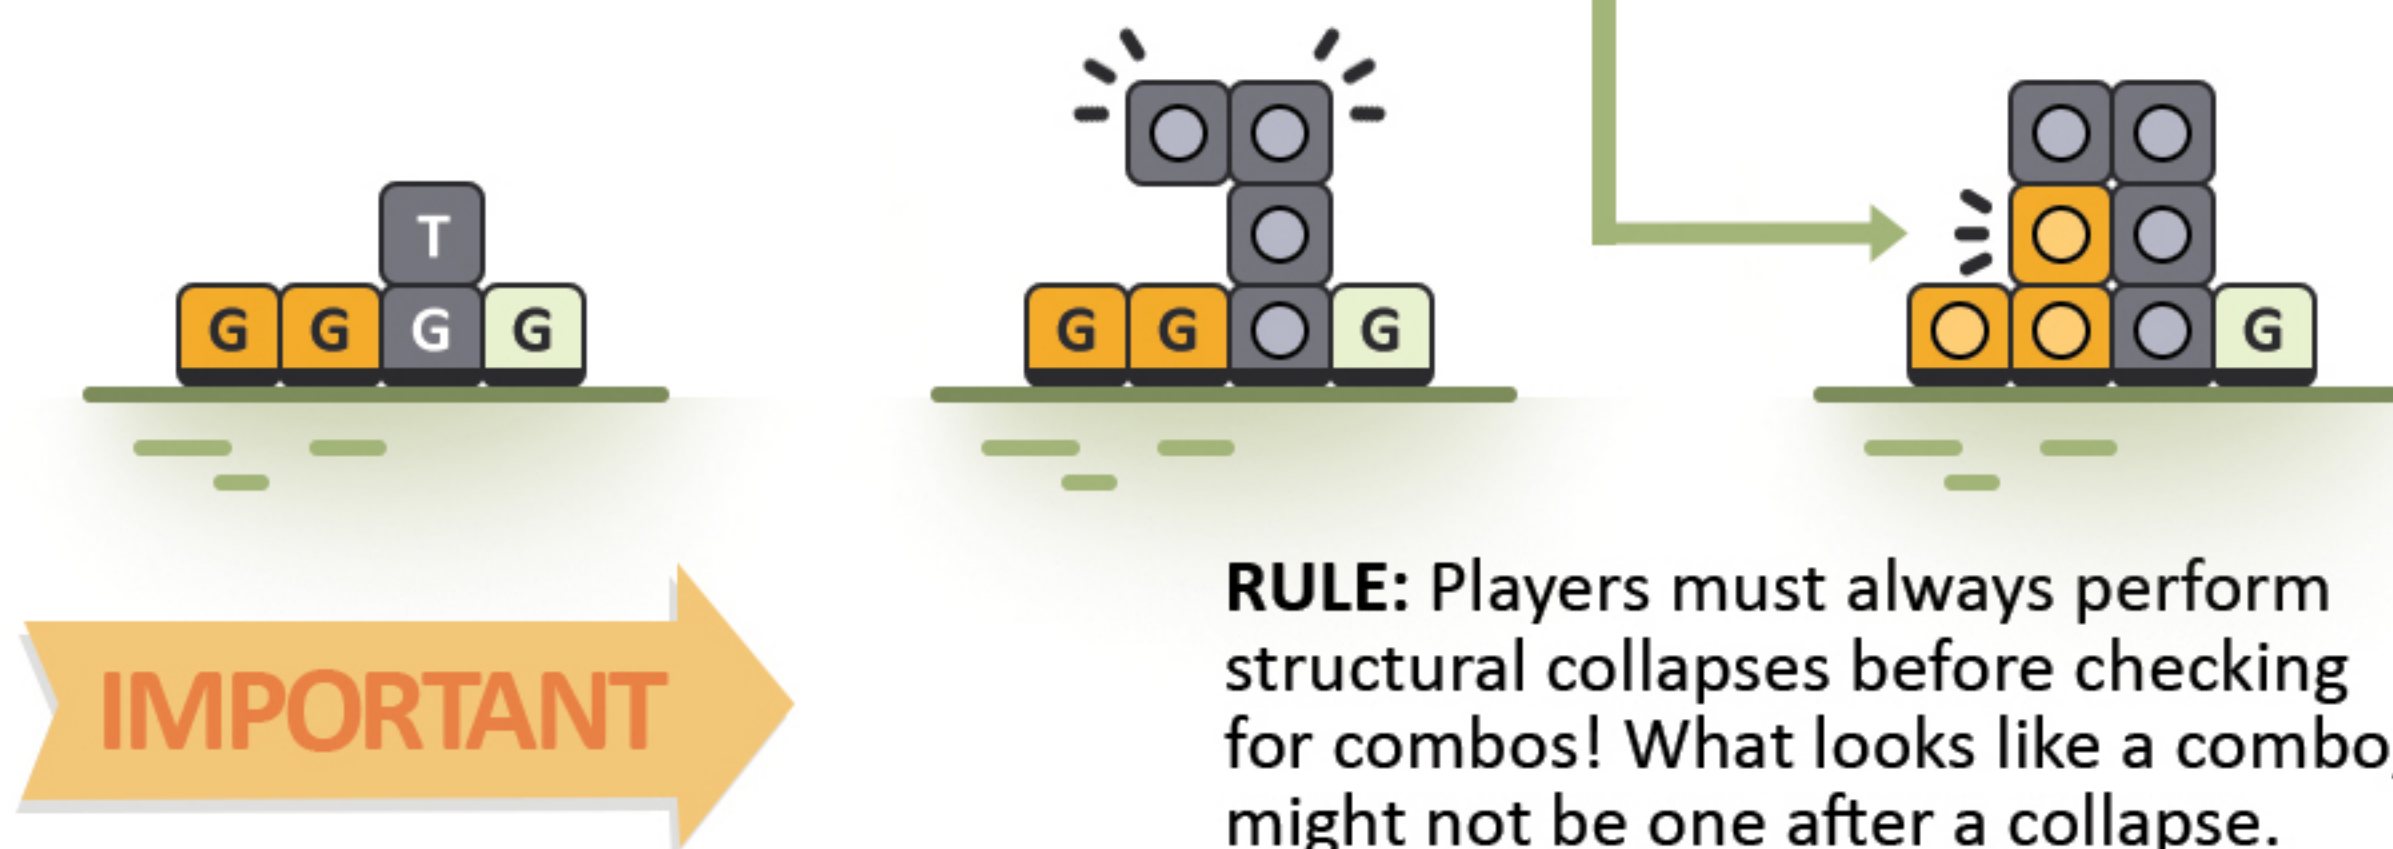 T
G G G G
G G G
G
IMPORTANT
RULE: Players must always perform
structural collapses before checking
for combos! What looks like a combo,
might not be one after a collapse.